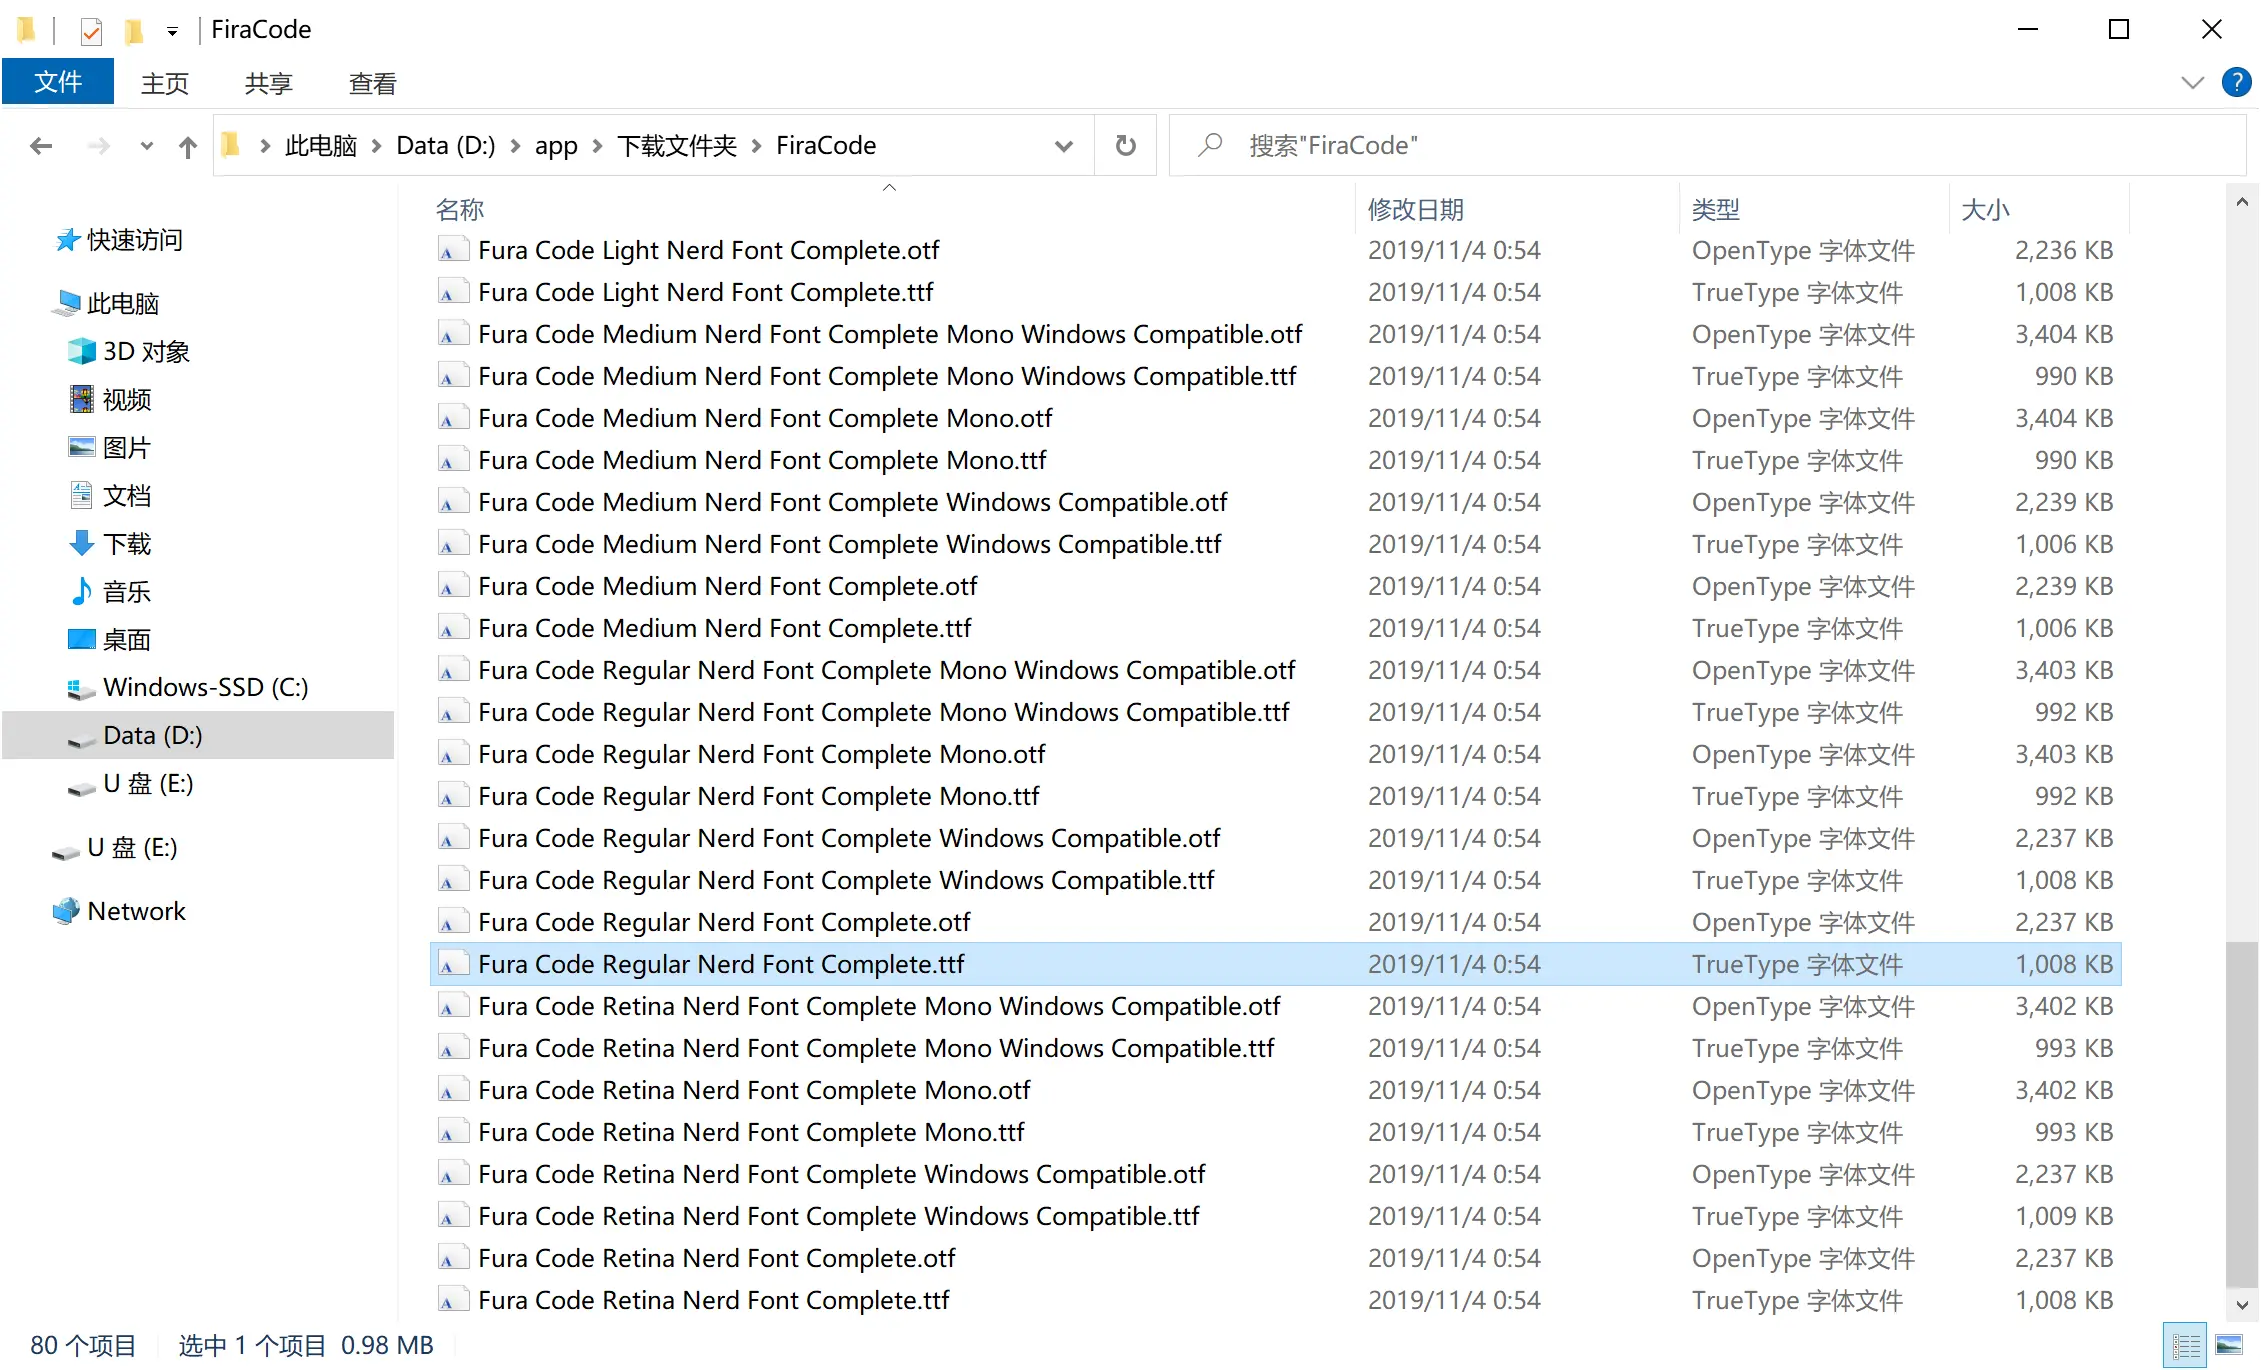 FiraCode
文件 主页 共享 查看
此电脑 Data (D:) app 下载文件夹 FiraCode
搜索"FiraCode"
快速访问
此电脑
3D 对象
视频
图片
文档
下载
音乐
桌面
Windows-SSD (C:)
Data (D:)
U 盘 (E:)
U 盘 (E:)
Network
名称 修改日期 类型 大小
Fura Code Light Nerd Font Complete.otf 2019/11/4 0:54 OpenType 字体文件 2,236 KB
Fura Code Light Nerd Font Complete.ttf 2019/11/4 0:54 TrueType 字体文件 1,008 KB
Fura Code Medium Nerd Font Complete Mono Windows Compatible.otf 2019/11/4 0:54 OpenType 字体文件 3,404 KB
Fura Code Medium Nerd Font Complete Mono Windows Compatible.ttf 2019/11/4 0:54 TrueType 字体文件 990 KB
Fura Code Medium Nerd Font Complete Mono.otf 2019/11/4 0:54 OpenType 字体文件 3,404 KB
Fura Code Medium Nerd Font Complete Mono.ttf 2019/11/4 0:54 TrueType 字体文件 990 KB
Fura Code Medium Nerd Font Complete Windows Compatible.otf 2019/11/4 0:54 OpenType 字体文件 2,239 KB
Fura Code Medium Nerd Font Complete Windows Compatible.ttf 2019/11/4 0:54 TrueType 字体文件 1,006 KB
Fura Code Medium Nerd Font Complete.otf 2019/11/4 0:54 OpenType 字体文件 2,239 KB
Fura Code Medium Nerd Font Complete.ttf 2019/11/4 0:54 TrueType 字体文件 1,006 KB
Fura Code Regular Nerd Font Complete Mono Windows Compatible.otf 2019/11/4 0:54 OpenType 字体文件 3,403 KB
Fura Code Regular Nerd Font Complete Mono Windows Compatible.ttf 2019/11/4 0:54 TrueType 字体文件 992 KB
Fura Code Regular Nerd Font Complete Mono.otf 2019/11/4 0:54 OpenType 字体文件 3,403 KB
Fura Code Regular Nerd Font Complete Mono.ttf 2019/11/4 0:54 TrueType 字体文件 992 KB
Fura Code Regular Nerd Font Complete Windows Compatible.otf 2019/11/4 0:54 OpenType 字体文件 2,237 KB
Fura Code Regular Nerd Font Complete Windows Compatible.ttf 2019/11/4 0:54 TrueType 字体文件 1,008 KB
Fura Code Regular Nerd Font Complete.otf 2019/11/4 0:54 OpenType 字体文件 2,237 KB
Fura Code Regular Nerd Font Complete.ttf 2019/11/4 0:54 TrueType 字体文件 1,008 KB
Fura Code Retina Nerd Font Complete Mono Windows Compatible.otf 2019/11/4 0:54 OpenType 字体文件 3,402 KB
Fura Code Retina Nerd Font Complete Mono Windows Compatible.ttf 2019/11/4 0:54 TrueType 字体文件 993 KB
Fura Code Retina Nerd Font Complete Mono.otf 2019/11/4 0:54 OpenType 字体文件 3,402 KB
Fura Code Retina Nerd Font Complete Mono.ttf 2019/11/4 0:54 TrueType 字体文件 993 KB
Fura Code Retina Nerd Font Complete Windows Compatible.otf 2019/11/4 0:54 OpenType 字体文件 2,237 KB
Fura Code Retina Nerd Font Complete Windows Compatible.ttf 2019/11/4 0:54 TrueType 字体文件 1,009 KB
Fura Code Retina Nerd Font Complete.otf 2019/11/4 0:54 OpenType 字体文件 2,237 KB
Fura Code Retina Nerd Font Complete.ttf 2019/11/4 0:54 TrueType 字体文件 1,008 KB
80 个项目 选中 1 个项目 0.98 MB